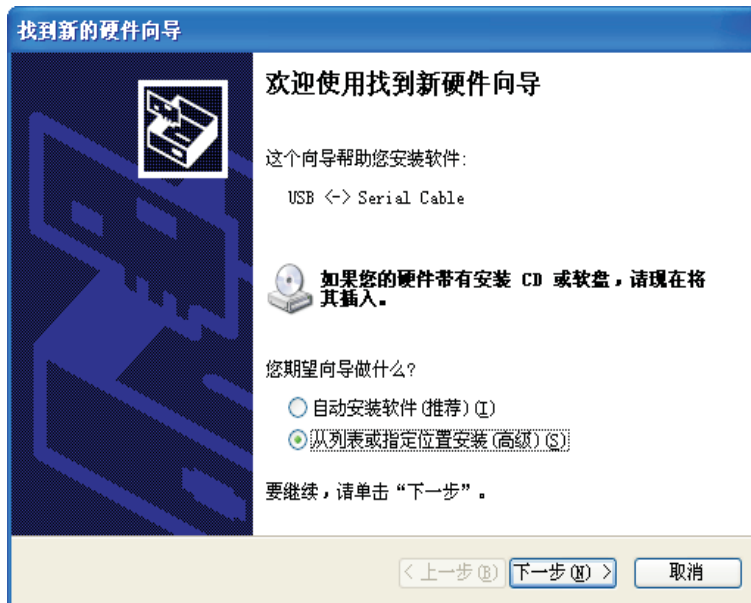 找到新的硬件向导
欢迎使用找到新硬件向导
这个向导帮助您安装软件:
USB <-> Serial Cable
如果您的硬件带有安装 CD 或软盘，请现在将
其插入。
您期望向导做什么?
自动安装软件(推荐)(I)
从列表或指定位置安装(高级)(S)
要继续，请单击“下一步”。
< 上一步(B)
下一步(N) >
取消